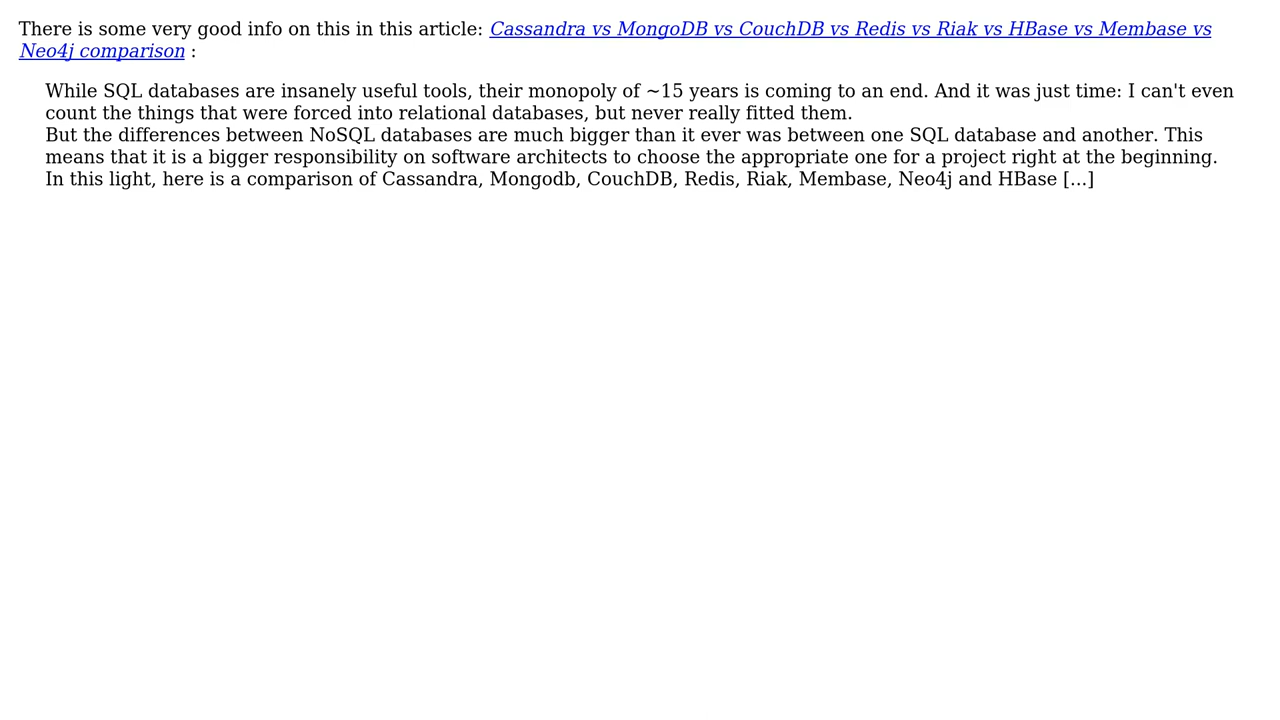 There is some very good info on this in this article: Cassandra vs MongoDB vs CouchDB vs Redis vs Riak vs HBase vs Membase vs
Neo4j comparison :
While SQL databases are insanely useful tools, their monopoly of ~15 years is coming to an end. And it was just time: I can't even
count the things that were forced into relational databases, but never really fitted them.
But the differences between NoSQL databases are much bigger than it ever was between one SQL database and another. This
means that it is a bigger responsibility on software architects to choose the appropriate one for a project right at the beginning.
In this light, here is a comparison of Cassandra, Mongodb, CouchDB, Redis, Riak, Membase, Neo4j and HBase [...]